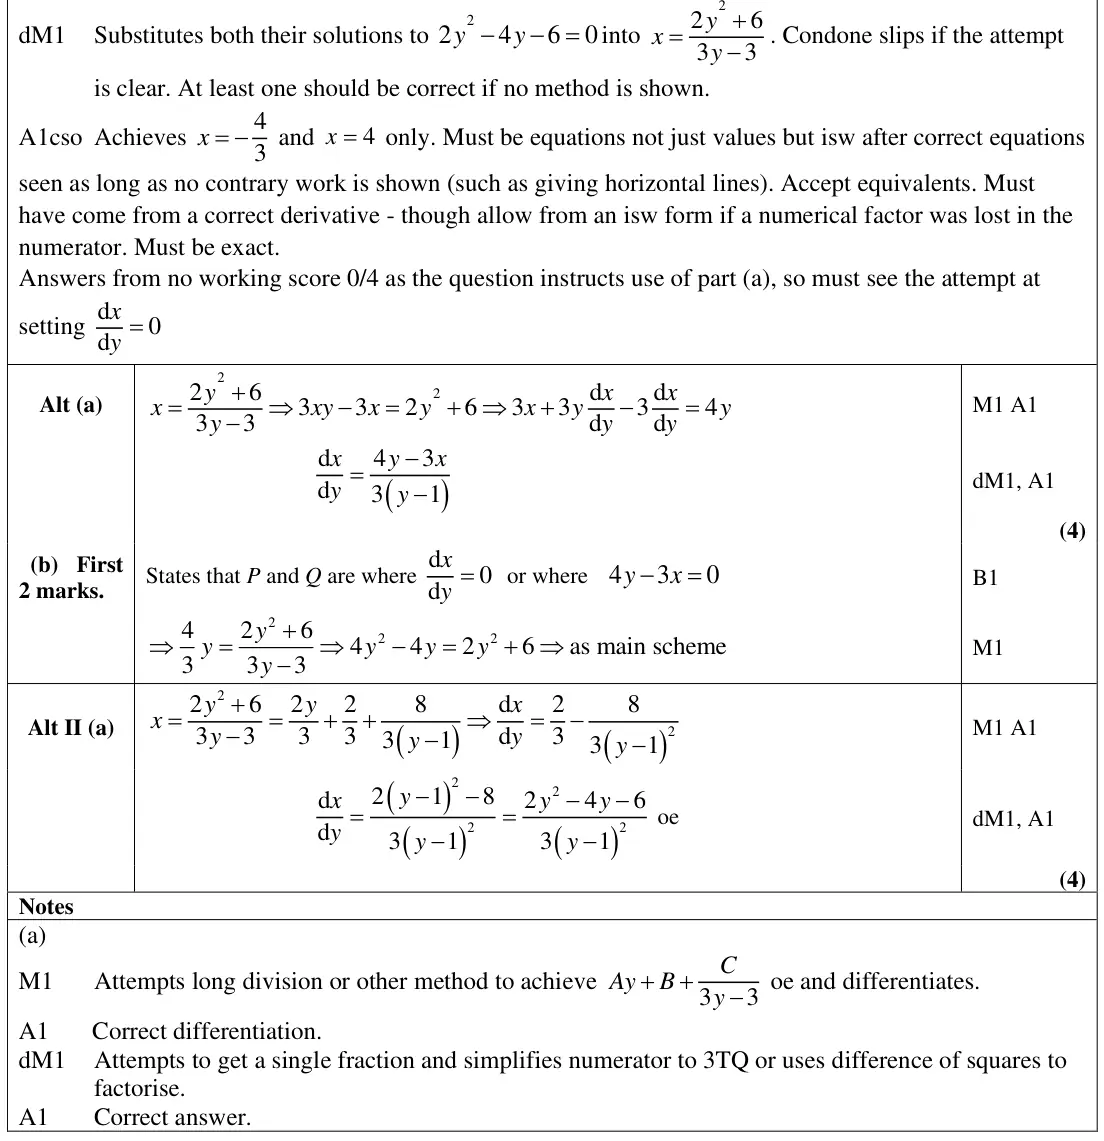 dM1 Substitutes both their solutions to 2y² − 4y − 6 = 0 into x = (2y² + 6)/(3y − 3). Condone slips if the attempt
is clear. At least one should be correct if no method is shown.
A1cso Achieves x = −4/3 and x = 4 only. Must be equations not just values but isw after correct equations
seen as long as no contrary work is shown (such as giving horizontal lines). Accept equivalents. Must
have come from a correct derivative - though allow from an isw form if a numerical factor was lost in the
numerator. Must be exact.
Answers from no working score 0/4 as the question instructs use of part (a), so must see the attempt at
setting dx/dy = 0
Alt (a) x = (2y² + 6)/(3y − 3) ⇒ 3xy − 3x = 2y² + 6 ⇒ 3x + 3y dx/dy − 3 dx/dy = 4y M1 A1
dx/dy = (4y − 3x)/(3(y − 1)) dM1, A1
(4)
(b) First
2 marks.
States that P and Q are where dx/dy = 0 or where 4y − 3x = 0 B1
⇒ 4/3 y = (2y² + 6)/(3y − 3) ⇒ 4y² − 4y = 2y² + 6 ⇒ as main scheme M1
Alt II (a) x = (2y² + 6)/(3y − 3) = 2y/3 + 2/3 + 8/(3(y − 1)) ⇒ dx/dy = 2/3 − 8/(3(y − 1)²) M1 A1
dx/dy = (2(y − 1)² − 8)/(3(y − 1)²) = (2y² − 4y − 6)/(3(y − 1)²) oe dM1, A1
(4)
Notes
(a)
M1 Attempts long division or other method to achieve Ay + B + C/(3y − 3) oe and differentiates.
A1 Correct differentiation.
dM1 Attempts to get a single fraction and simplifies numerator to 3TQ or uses difference of squares to
factorise.
A1 Correct answer.